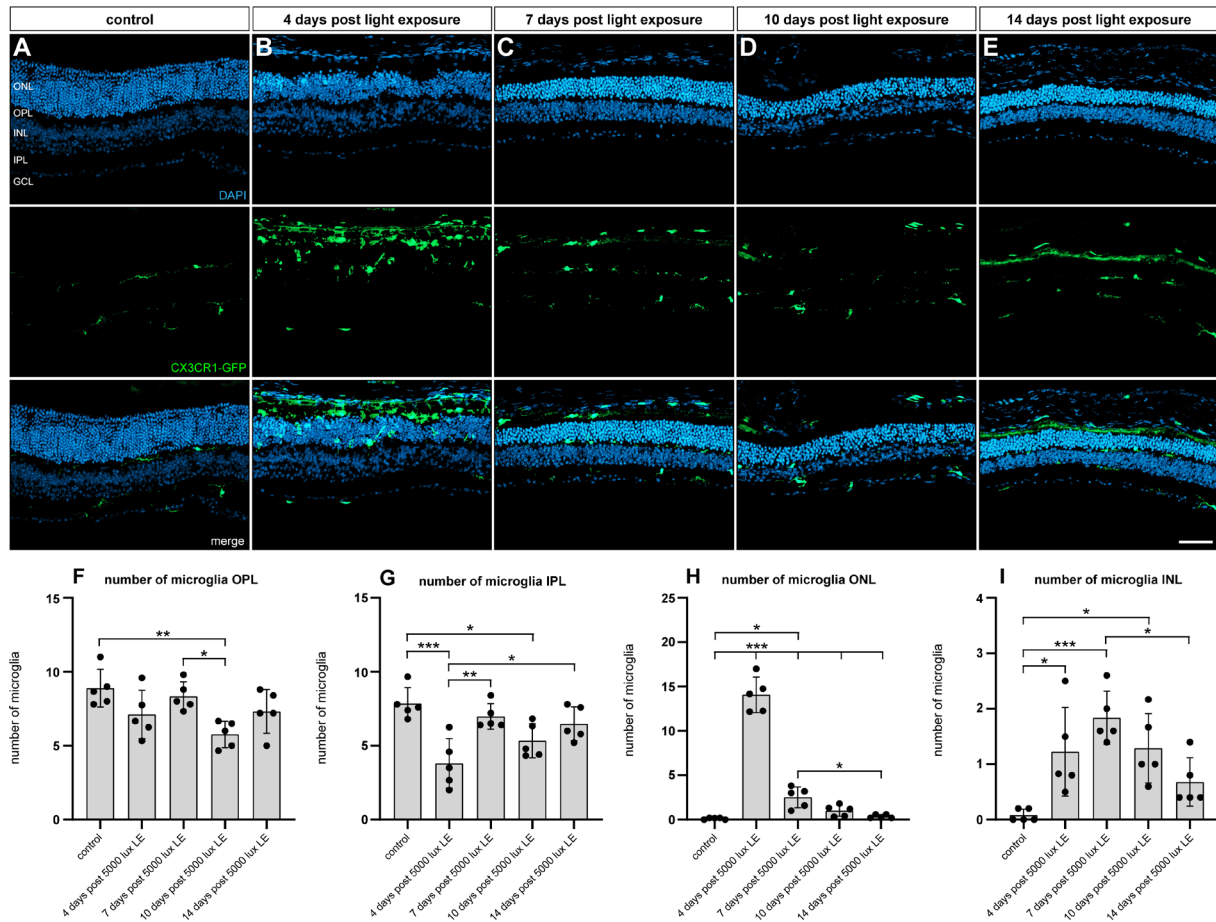 control
4 days post light exposure
7 days post light exposure
10 days post light exposure
14 days post light exposure
A
B
C
D
E
ONL
OPL
INL
IPL
GCL
DAPI
CX3CR1-GFP
merge
F
number of microglia OPL
number of microglia
15
10
5
0
**
*
control
4 days post 5000 lux LE
7 days post 5000 lux LE
10 days post 5000 lux LE
14 days post 5000 lux LE
G
number of microglia IPL
number of microglia
15
10
5
0
*
***
*
**
control
4 days post 5000 lux LE
7 days post 5000 lux LE
10 days post 5000 lux LE
14 days post 5000 lux LE
H
number of microglia ONL
number of microglia
25
20
15
10
5
0
*
***
*
control
4 days post 5000 lux LE
7 days post 5000 lux LE
10 days post 5000 lux LE
14 days post 5000 lux LE
I
number of microglia INL
number of microglia
4
3
2
1
0
*
***
*
*
control
4 days post 5000 lux LE
7 days post 5000 lux LE
10 days post 5000 lux LE
14 days post 5000 lux LE